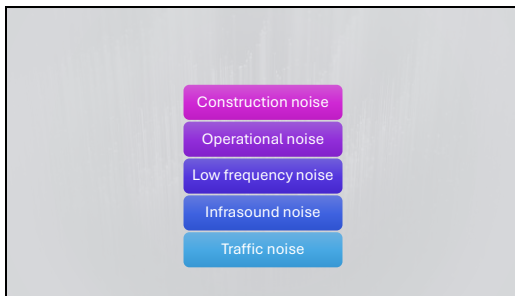 Construction noise
Operational noise
Low frequency noise
Infrasound noise
Traffic noise